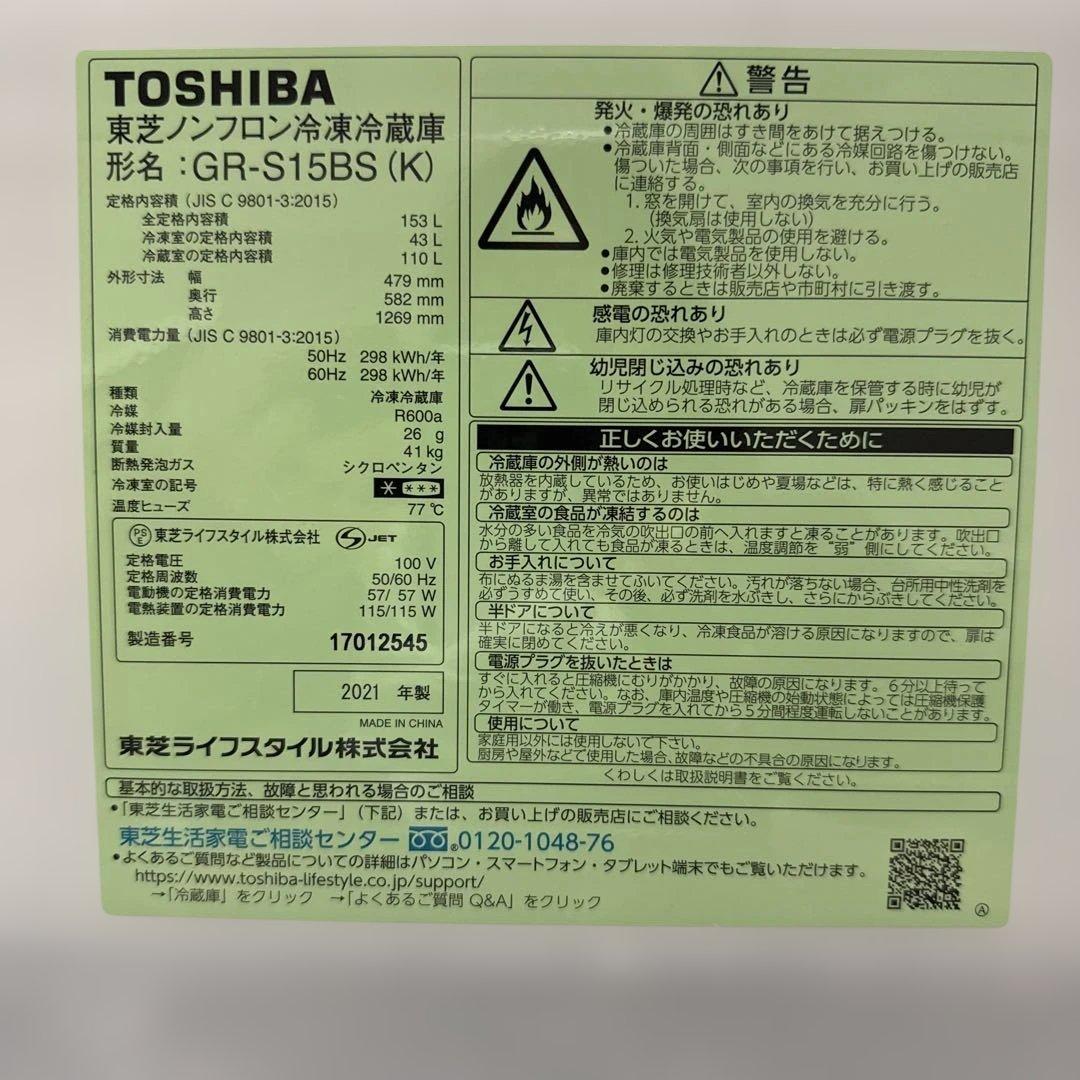 TOSHIBA
東芝ノンフロン冷凍冷蔵庫
形名：GR-S15BS (K)
定格内容積（JIS C 9801-3:2015）
全定格内容積 153 L
冷凍室の定格内容積 43 L
冷蔵室の定格内容積 110 L
外形寸法 幅 479 mm
奥行 582 mm
高さ 1269 mm
消費電力量（JIS C 9801-3:2015）
50Hz 298 kWh/年
60Hz 298 kWh/年
種類 冷凍冷蔵庫
冷媒 R600a
冷媒封入量 26 g
質量 41 kg
断熱発泡ガス シクロペンタン
冷凍室の記号 * ***
温度ヒューズ 77 ℃
PS E 東芝ライフスタイル株式会社 JET
定格電圧 100 V
定格周波数 50/60 Hz
電動機の定格消費電力 57/ 57 W
電熱装置の定格消費電力 115/115 W
製造番号 17012545
2021 年製
MADE IN CHINA
東芝ライフスタイル株式会社
警告
発火・爆発の恐れあり
●冷蔵庫の周囲はすき間をあけて据えつける。
●冷蔵庫背面・側面などにある冷媒回路を傷つけない。
傷ついた場合、次の事項を行い、お買い上げの販売店
に連絡する。
1. 窓を開けて、室内の換気を充分に行う。
(換気扇は使用しない)
2. 火気や電気製品の使用を避ける。
●庫内では電気製品を使用しない。
●修理は修理技術者以外しない。
●廃棄するときは販売店や市町村に引き渡す。
感電の恐れあり
庫内灯の交換やお手入れのときは必ず電源プラグを抜く。
幼児閉じ込みの恐れあり
リサイクル処理時など、冷蔵庫を保管する時に幼児が
閉じ込められる恐れがある場合、扉パッキンをはずす。
正しくお使いいただくために
冷蔵庫の外側が熱いのは
放熱器を内蔵しているため、お使いはじめや夏場などは、特に熱く感じること
がありますが、異常ではありません。
冷蔵室の食品が凍結するのは
水分の多い食品を冷気の吹出口の前へ入れますと凍ることがあります。吹出口
から離して入れても食品が凍るときは、温度調節を“弱”側にしてください。
お手入れについて
布にぬるま湯を含ませてふいてください。汚れが落ちない場合、台所用中性洗剤を
必ずうすめて使い、その後、必ず洗剤を水ぶきし、さらにからぶきしてください。
半ドアについて
半ドアになると冷えが悪くなり、冷凍食品が溶ける原因になりますので、扉は
確実に閉めてください。
電源プラグを抜いたときは
すぐに入れると圧縮機にむりがかかり、故障の原因になります。６分以上待って
から入れてください。なお、庫内温度や圧縮機の始動状態によっては圧縮機保護
タイマーが働き、電源プラグを入れてから５分間程度運転しないことがあります。
使用について
家庭用以外には使用しないで下さい。
厨房や屋外などで使用した場合、故障などの不具合の原因になります。
くわしくは取扱説明書をご覧ください。
基本的な取扱方法、故障と思われる場合のご相談
●「東芝生活家電ご相談センター」（下記）または、お買い上げの販売店にご相談ください。
東芝生活家電ご相談センター ®0120-1048-76
●よくあるご質問など製品についての詳細はパソコン・スマートフォン・タブレット端末でもご覧いただけます。
https://www.toshiba-lifestyle.co.jp/support/
→「冷蔵庫」をクリック →「よくあるご質問 Q&A」をクリック
Ⓐ